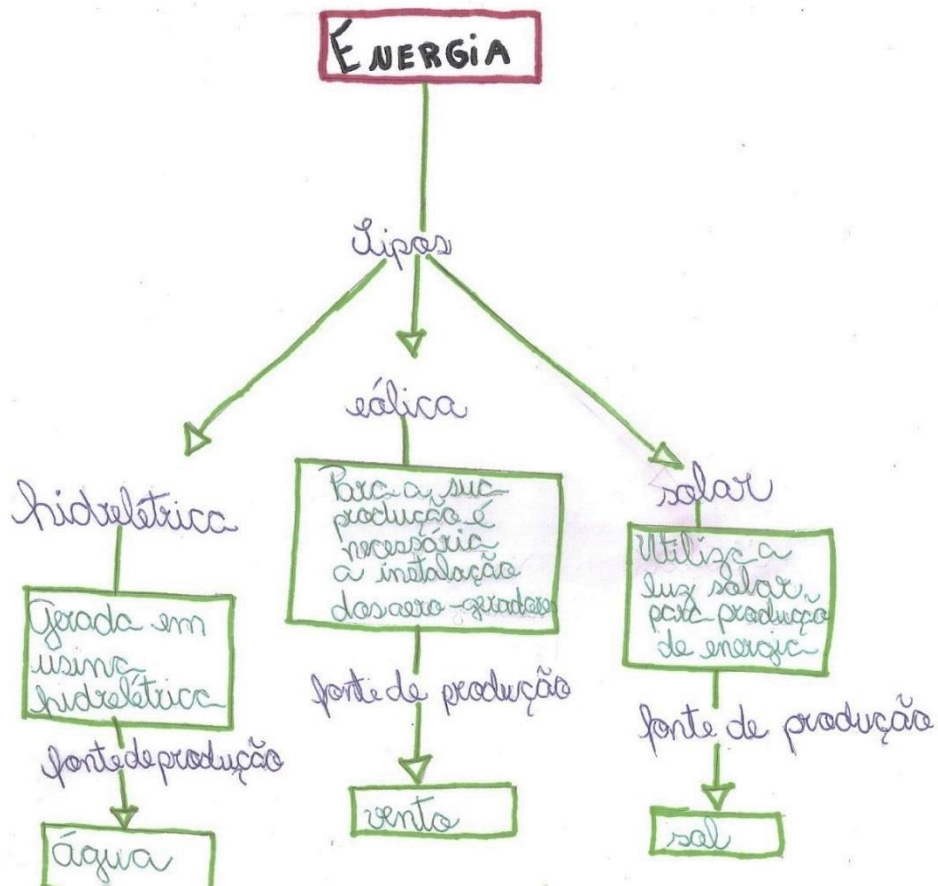 ENERGiA
Tipos
hidrelétrica
Gerada em
usina
hidrelétrica
fonte de produção
água
eólica
Para a sua
produção é
necessária
a instalação
dos aero-geradores
fonte de produção
vento
solar
Utiliza a
luz solar,
para produção
de energia
fonte de produção
sol